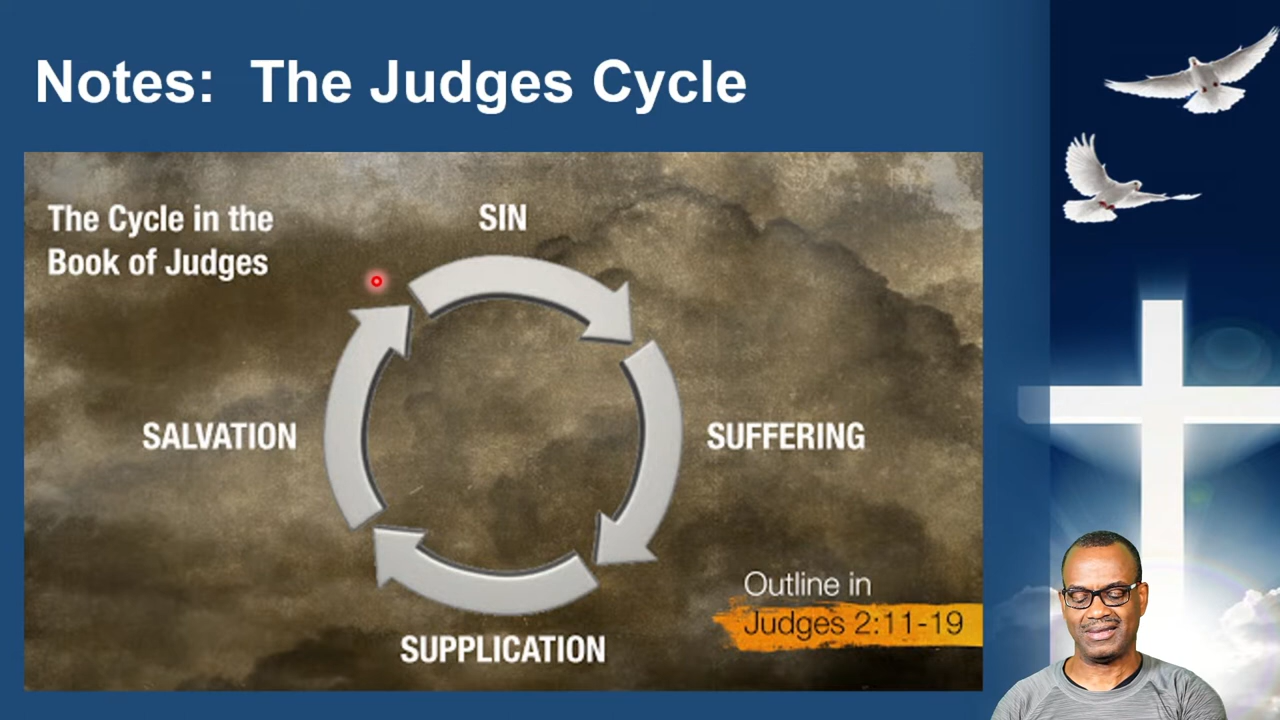 Notes: The Judges Cycle
The Cycle in the
Book of Judges
SIN
SALVATION
SUFFERING
SUPPLICATION
Outline in
Judges 2:11-19